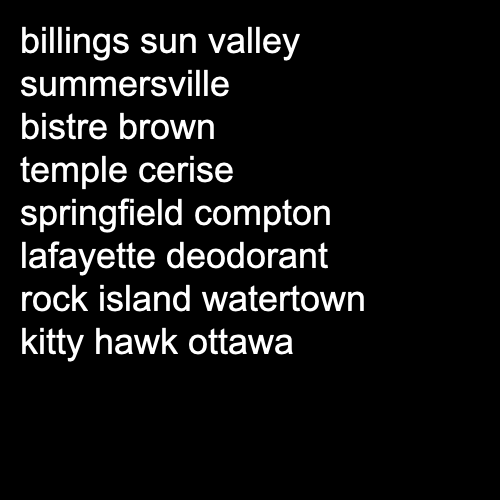 billings sun valley
summersville
bistre brown
temple cerise
springfield compton
lafayette deodorant
rock island watertown
kitty hawk ottawa